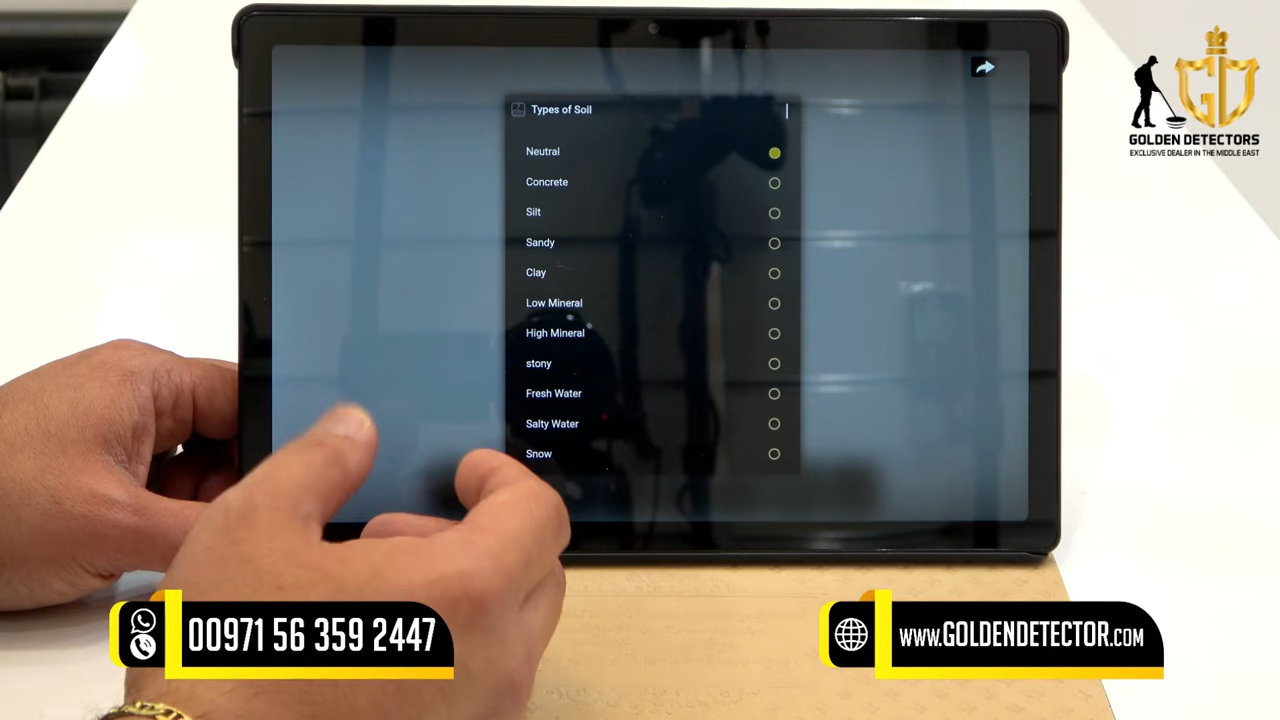 Types of Soil
Neutral
Concrete
Silt
Sandy
Clay
Low Mineral
High Mineral
stony
Fresh Water
Salty Water
Snow
GD
GOLDEN DETECTORS
EXCLUSIVE DEALER IN THE MIDDLE EAST
00971 56 359 2447
www.GOLDENDETECTOR.COM